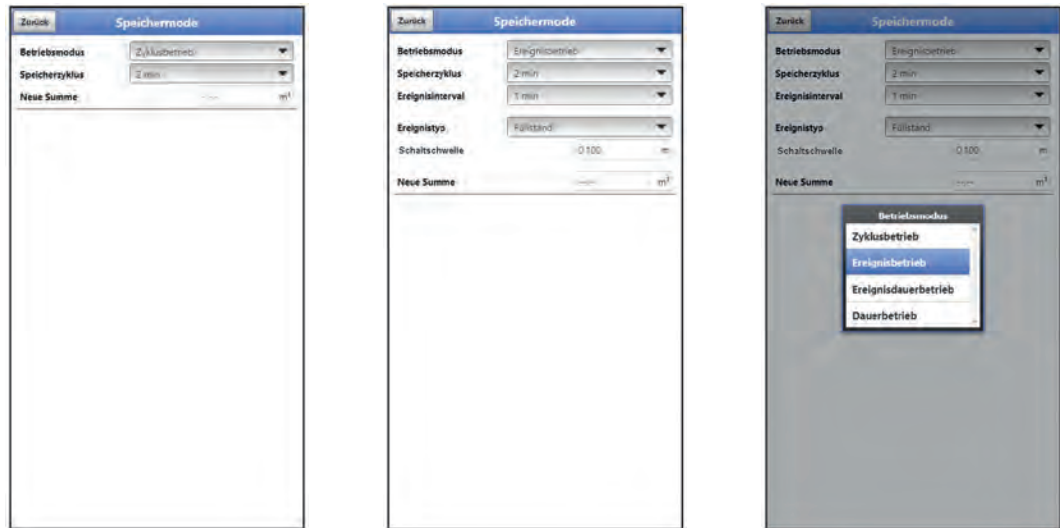 Zurück Speichermode
Betriebsmodus Zyklusbetrieb
Speicherzyklus 2 min
Neue Summe --.-- m³
Zurück Speichermode
Betriebsmodus Ereignisbetrieb
Speicherzyklus 2 min
Ereignisinterval 1 min
Ereignistyp Füllstand
Schaltschwelle 0.100 m
Neue Summe --.-- m³
Zurück Speichermode
Betriebsmodus Ereignisbetrieb
Speicherzyklus 2 min
Ereignisinterval 1 min
Ereignistyp Füllstand
Schaltschwelle 0.100 m
Neue Summe --.-- m³
Betriebsmodus
Zyklusbetrieb
Ereignisbetrieb
Ereignisdauerbetrieb
Dauerbetrieb